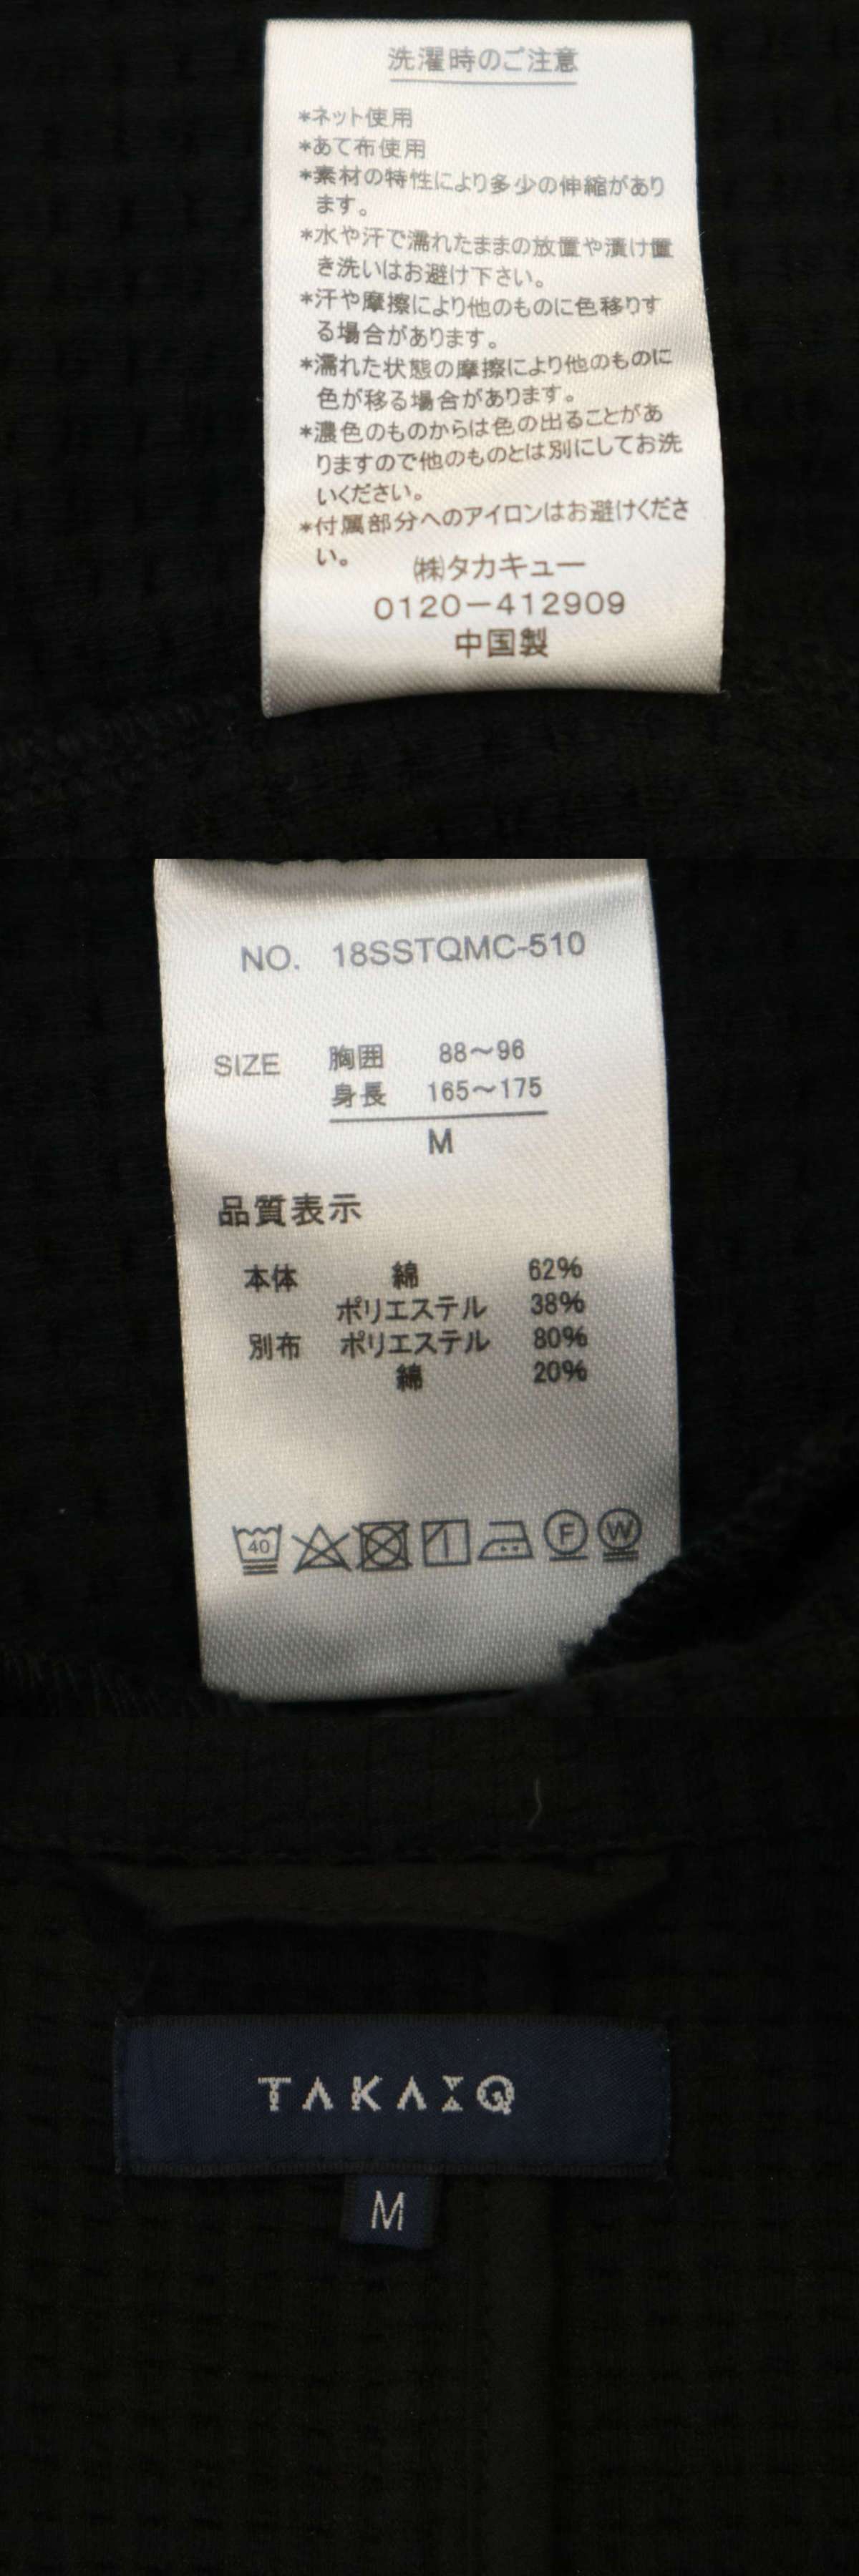 洗濯時のご注意
*ネット使用
*あて布使用
*素材の特性により多少の伸縮があり
ます。
*水や汗で濡れたままの放置や漬け置
き洗いはお避け下さい。
*汗や摩擦により他のものに色移りす
る場合があります。
*濡れた状態の摩擦により他のものに
色が移る場合があります。
*濃色のものからは色の出ることがあ
りますので他のものとは別にしてお洗
いください。
*付属部分へのアイロンはお避けくださ
い。
㈱タカキュー
0120-412909
中国製
NO. 18SSTQMC-510
SIZE 胸囲 88~96
身長 165~175
M
品質表示
本体 綿 62%
ポリエステル 38%
別布 ポリエステル 80%
綿 20%
40 F W
TAKAIQ
M